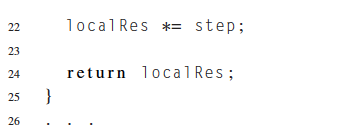 22 localRes *= step;
23
24 return localRes;
25 }
26 . . .